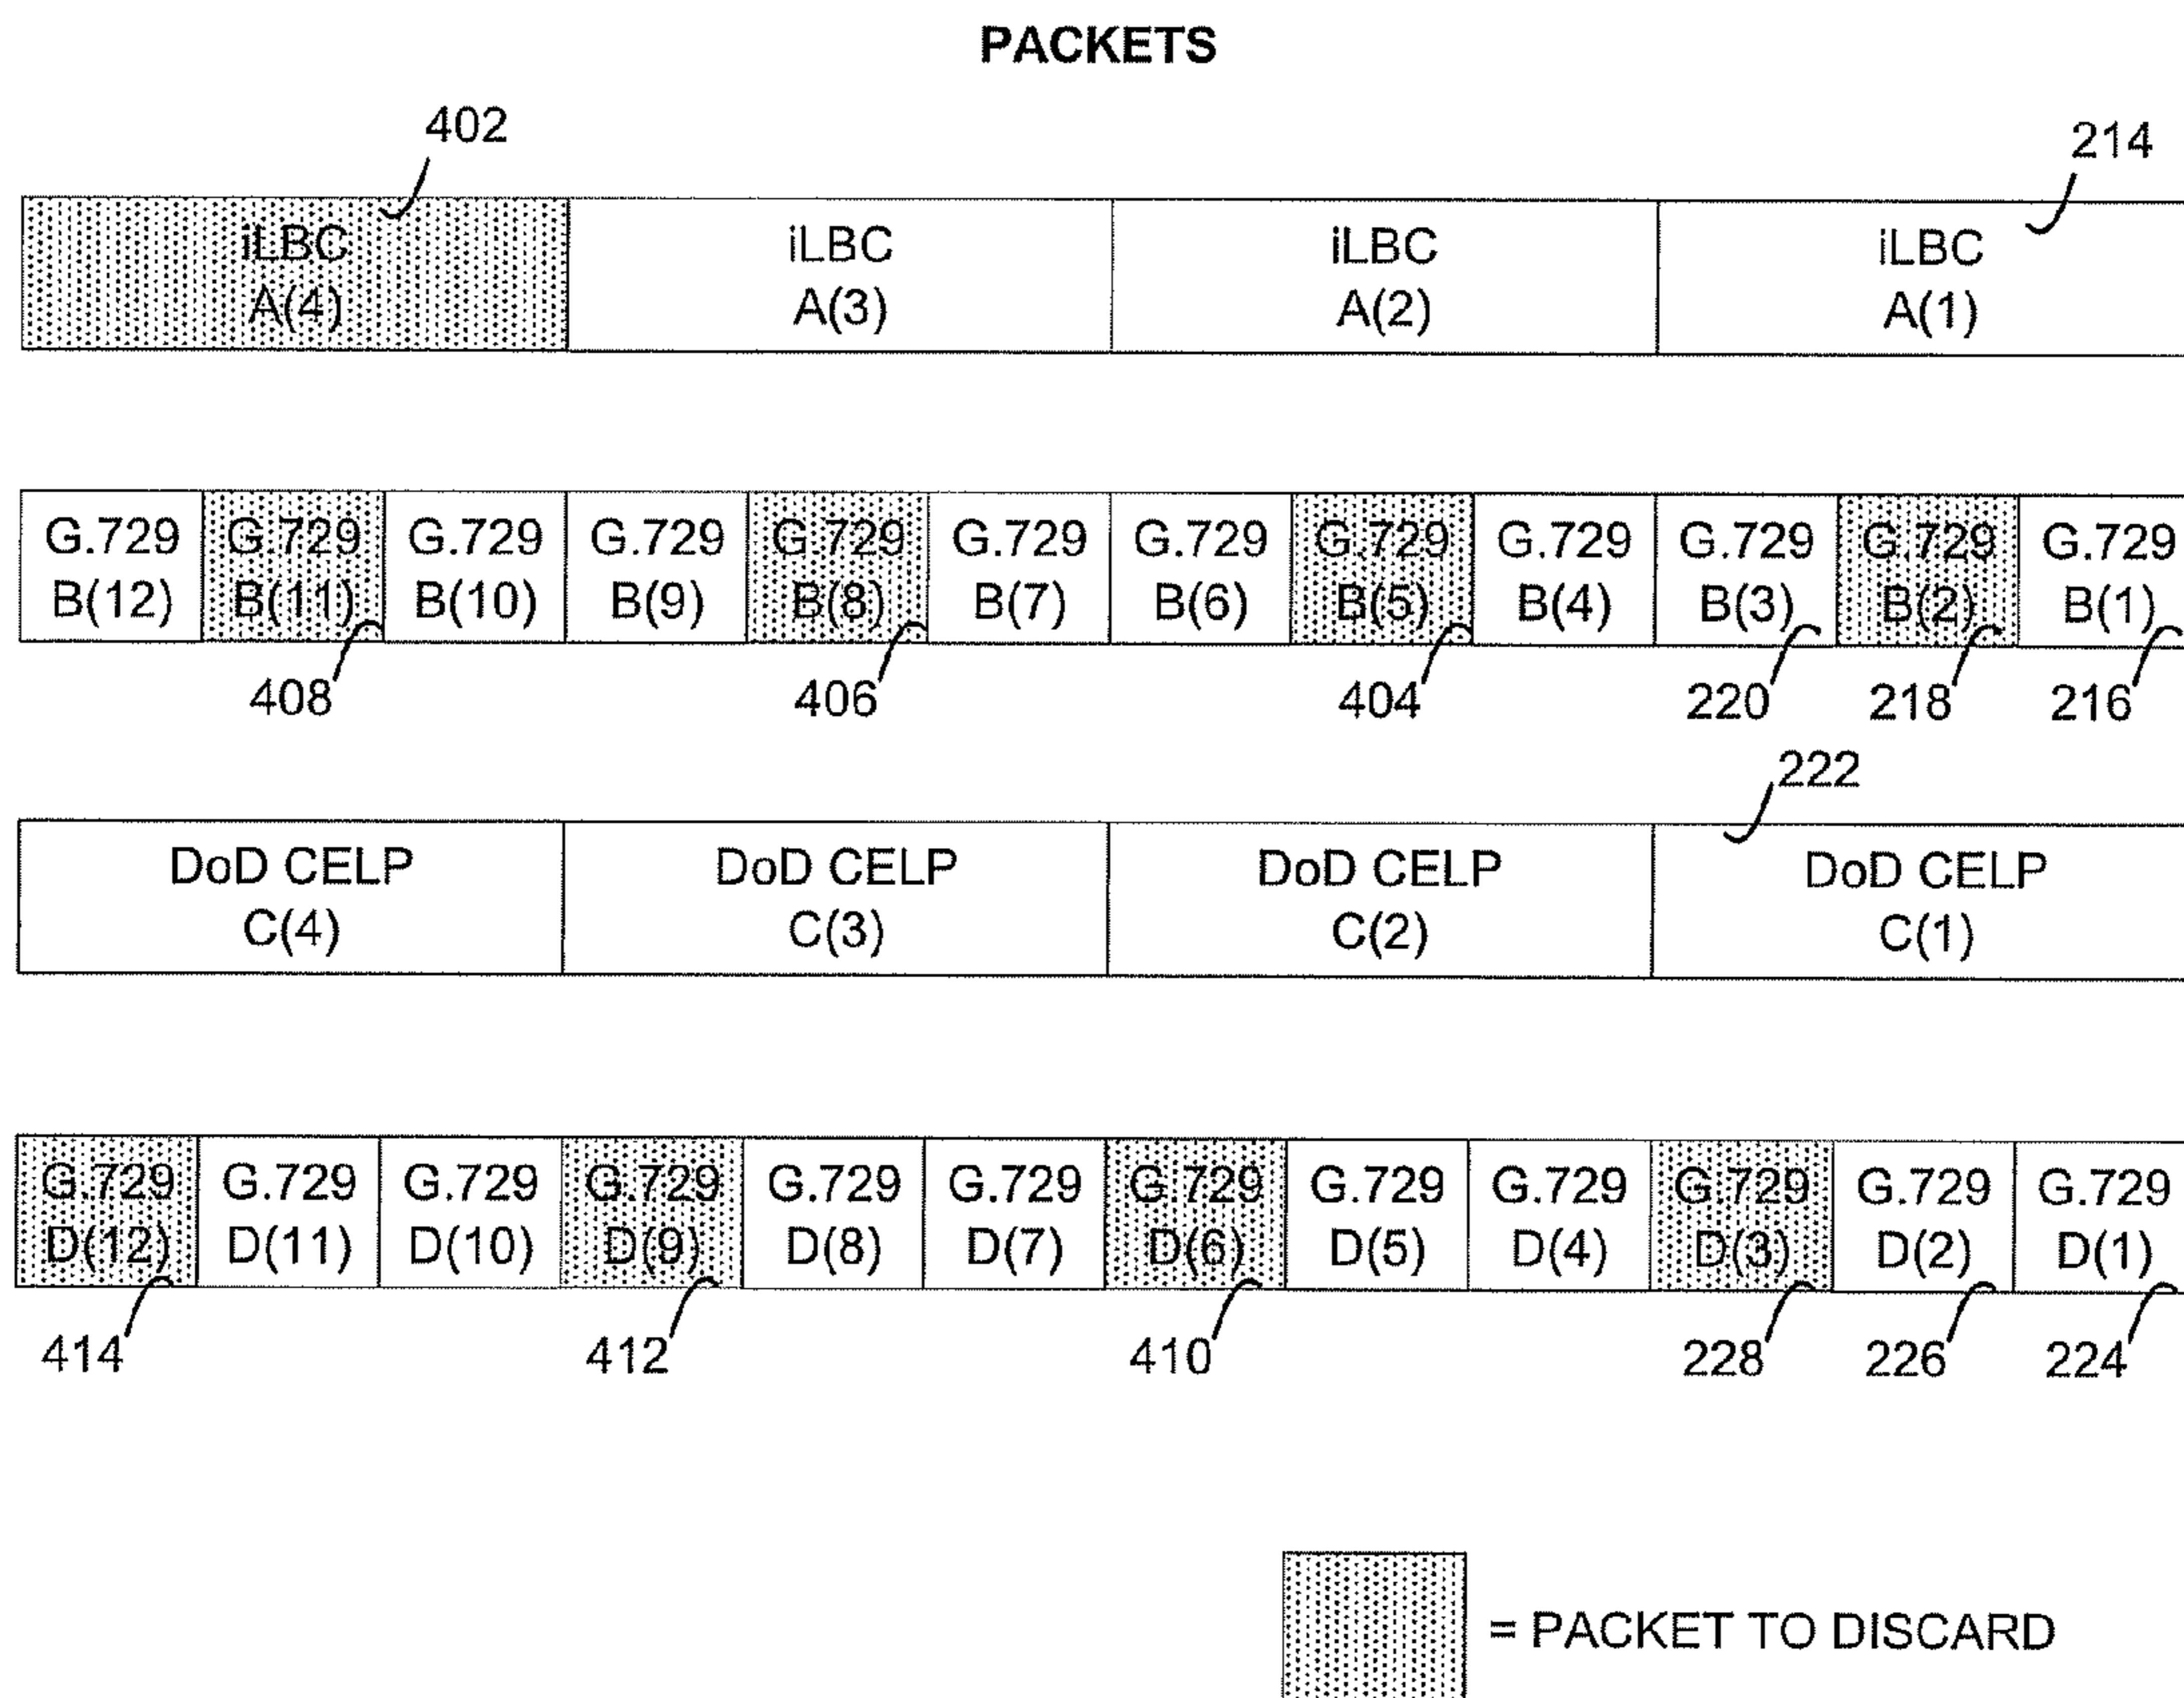 PACKETS
402
214
iLBC
A(4)
iLBC
A(3)
iLBC
A(2)
iLBC
A(1)
G.729
B(12)
G.729
B(11)
G.729
B(10)
G.729
B(9)
G.729
B(8)
G.729
B(7)
G.729
B(6)
G.729
B(5)
G.729
B(4)
G.729
B(3)
G.729
B(2)
G.729
B(1)
408
406
404
220
218
216
222
DoD CELP
C(4)
DoD CELP
C(3)
DoD CELP
C(2)
DoD CELP
C(1)
G.729
D(12)
G.729
D(11)
G.729
D(10)
G.729
D(9)
G.729
D(8)
G.729
D(7)
G.729
D(6)
G.729
D(5)
G.729
D(4)
G.729
D(3)
G.729
D(2)
G.729
D(1)
414
412
410
228
226
224
= PACKET TO DISCARD